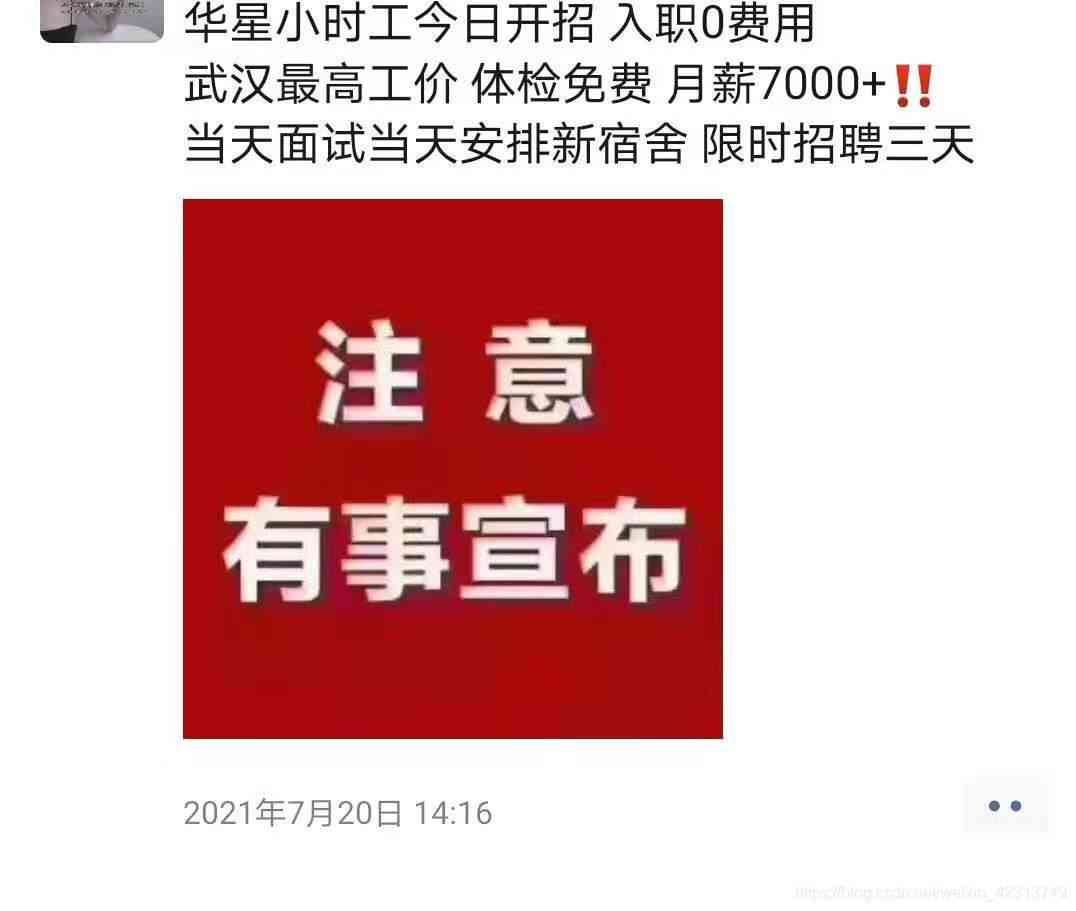 华星小时工今日开招 入职0费用
武汉最高工价 体检免费 月薪7000+‼️
当天面试当天安排新宿舍 限时招聘三天
注 意
有事宣布
2021年7月20日 14:16